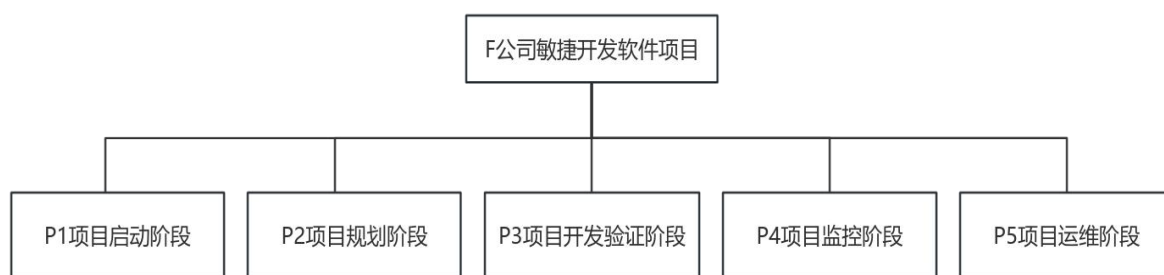 F公司敏捷开发软件项目
P1项目启动阶段
P2项目规划阶段
P3项目开发验证阶段
P4项目监控阶段
P5项目运维阶段